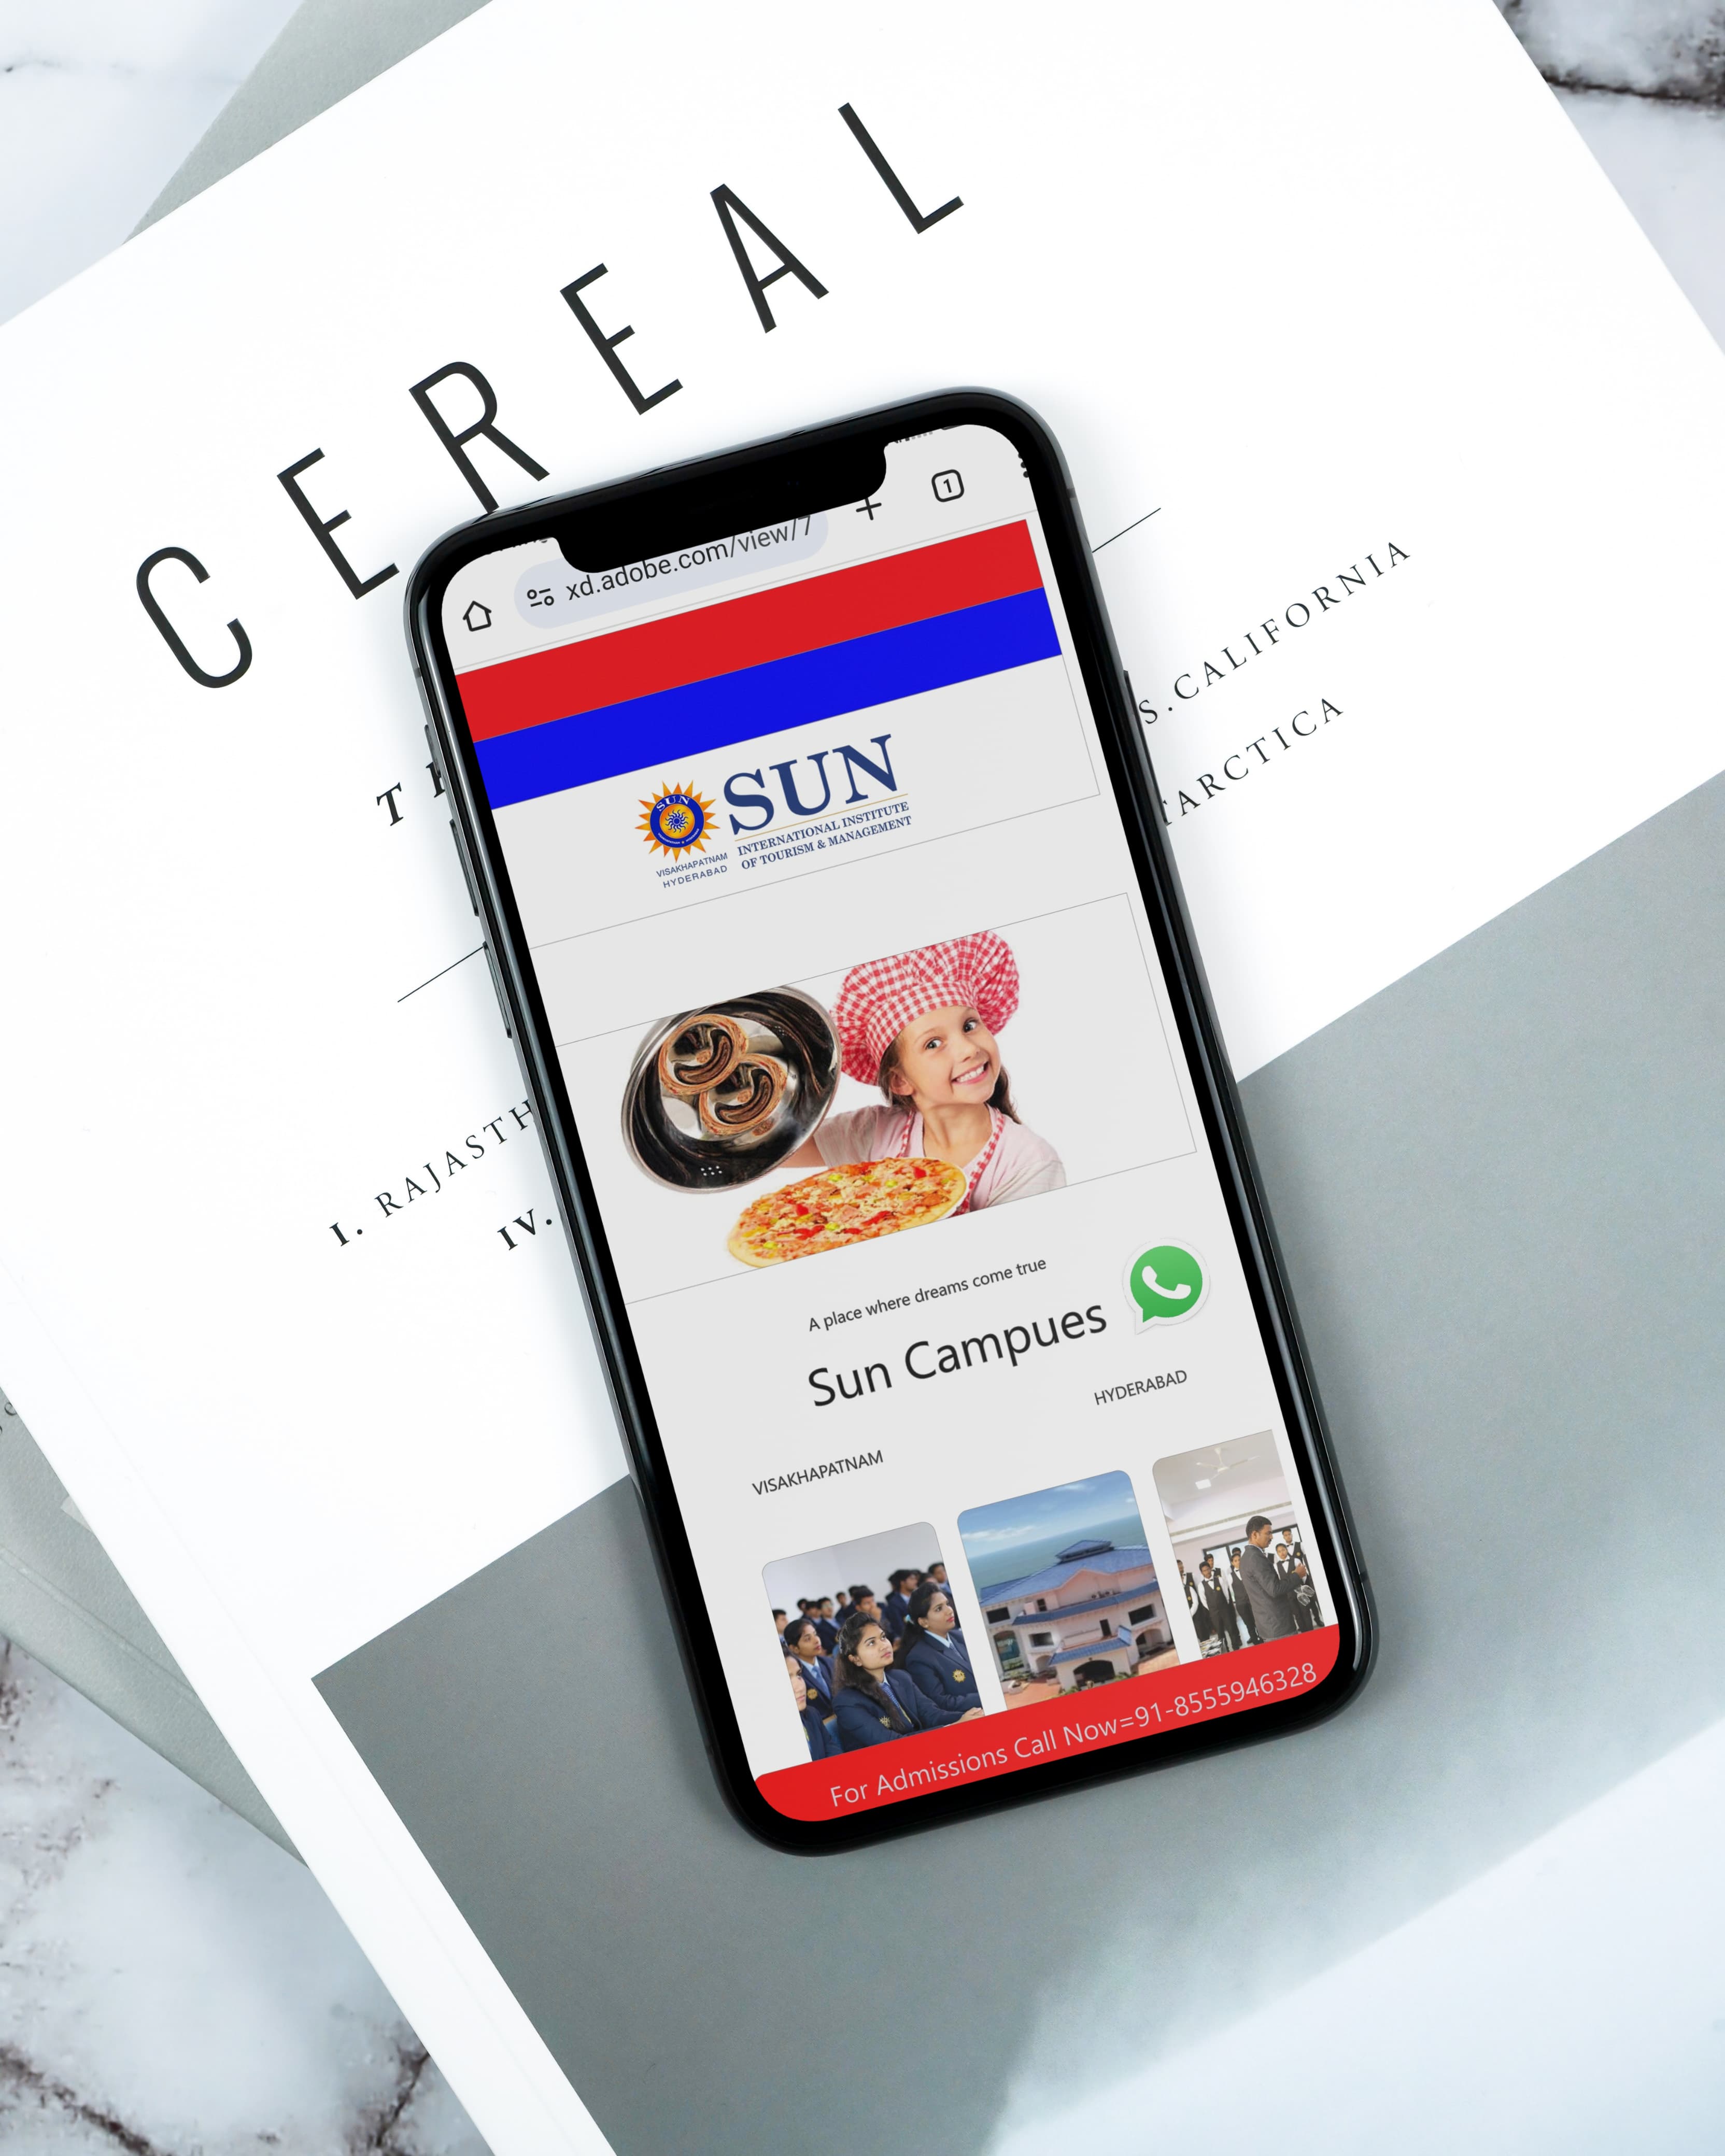 CEREAL
1
xd.adobe.com/view/7
SUN
SUN
INTERNATIONAL INSTITUTE
OF TOURISM & MANAGEMENT
VISAKHAPATNAM
HYDERABAD
S.CALIFORNIA
I. RAJASTH
IV.
A place where dreams come true
Sun Campues
HYDERABAD
VISAKHAPATNAM
For Admissions Call Now=91-8555946328